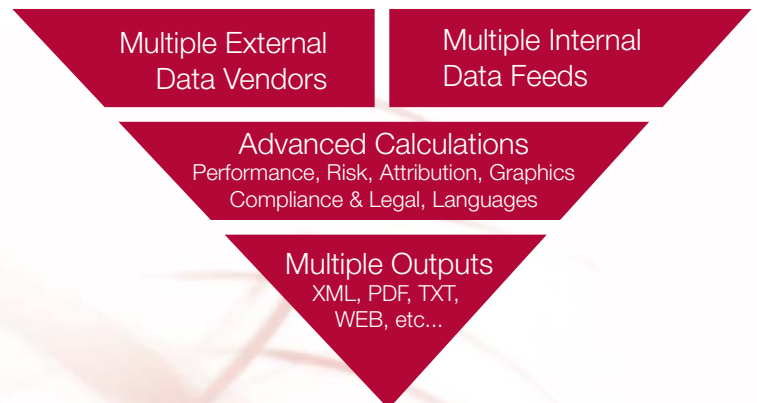 Multiple External
Data Vendors
Multiple Internal
Data Feeds
Advanced Calculations
Performance, Risk, Attribution, Graphics
Compliance & Legal, Languages
Multiple Outputs
XML, PDF, TXT,
WEB, etc...